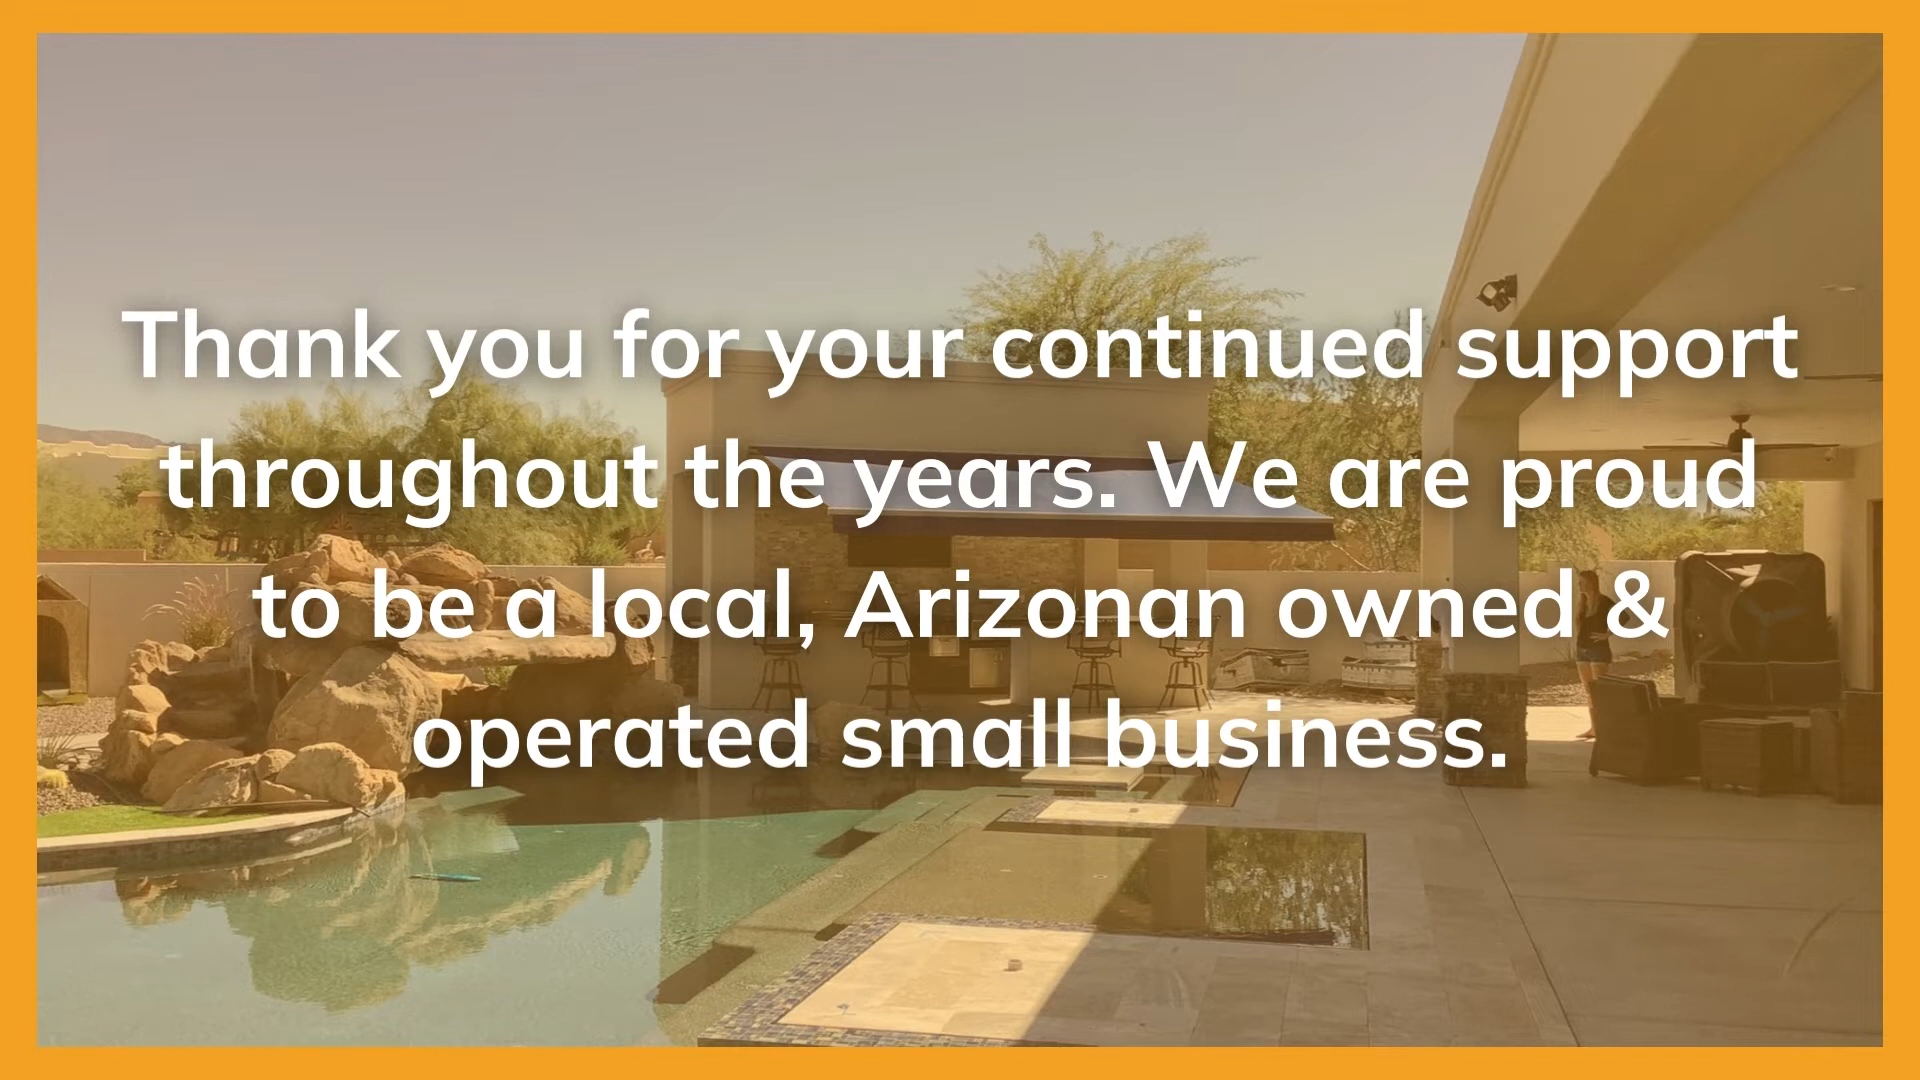 Thank you for your continued support
throughout the years. We are proud
to be a local, Arizonan owned &
operated small business.